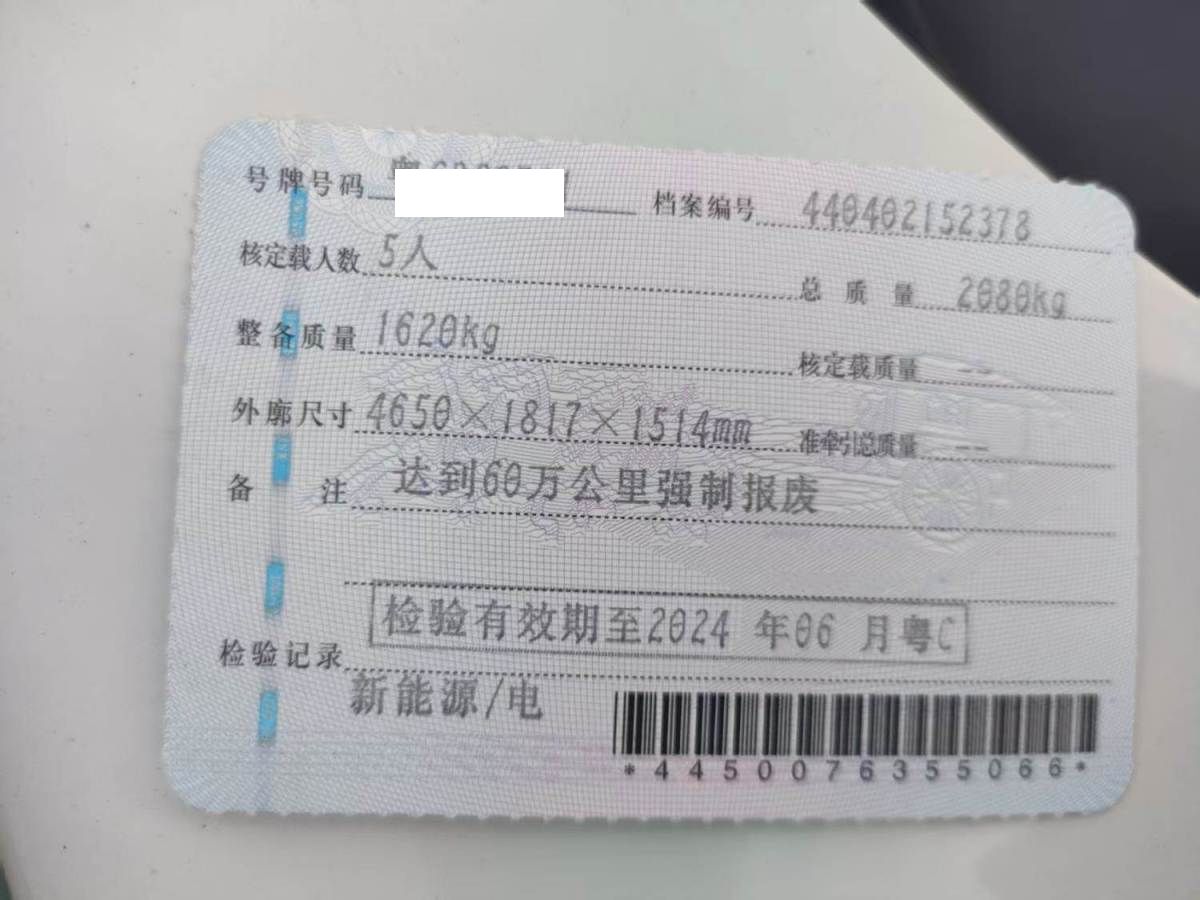 号牌号码 粤
档案编号 440402152378
核定载人数 5人
总质量 2080kg
整备质量 1620kg
核定载质量 --
外廓尺寸 4650×1817×1514mm
准牵引总质量 --
备注 达到60万公里强制报废
检验有效期至2024 年06 月粤C
检验记录
新能源/电
*4450076355066*